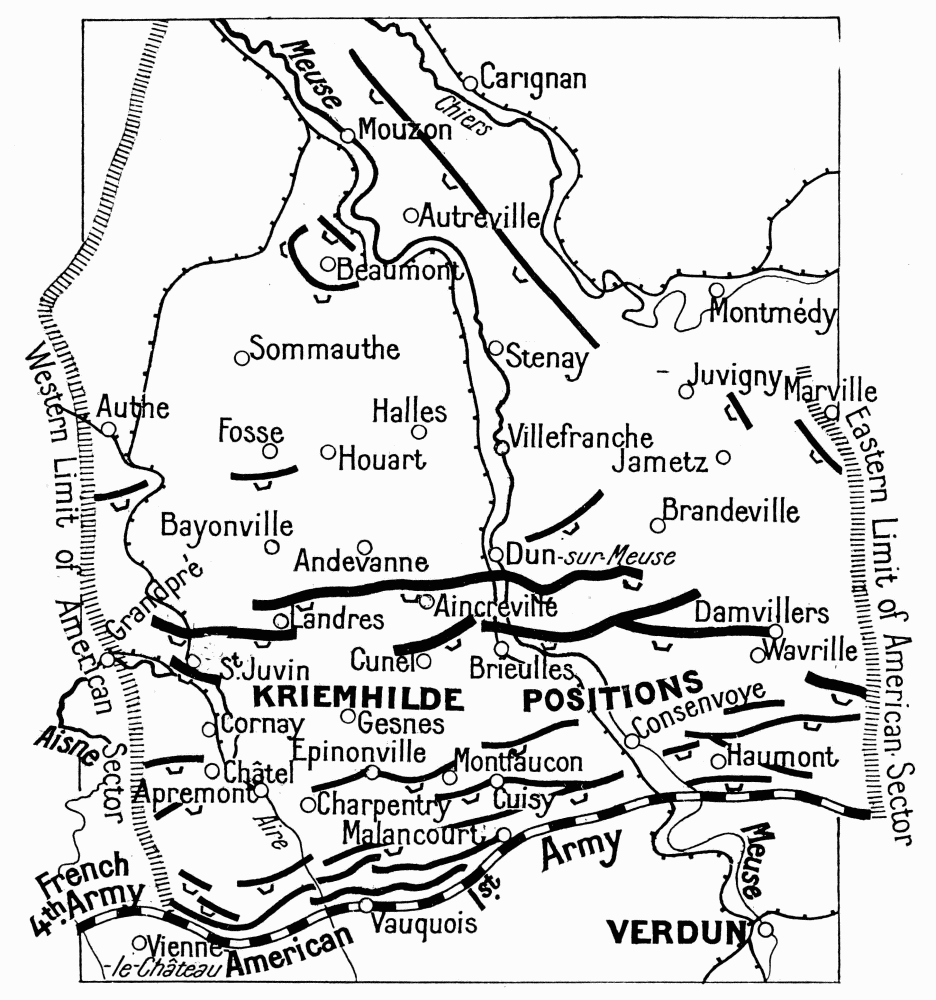 Meuse
Carignan
Chiers
Mouzon
Autreville
Beaumont
Montmédy
Sommauthe
Stenay
Juvigny
Marville
Western Limit of American Sector
Eastern Limit of American Sector
Authe
Halles
Fosse
Houart
Villefranche
Jametz
Bayonville
Brandeville
Andevanne
Dun-sur-Meuse
Grandpré
Landres
Aincreville
Damvillers
St. Juvin
Cunel
Brieulles
Wavrille
KRIEMHILDE POSITIONS
Consenvoye
Cornay
Gesnes
Aisne
Epinonville
Montfaucon
Haumont
Châtel
Apremont
Charpentry
Cuisy
Aire
Malancourt
French
4th. Army
1st. American Army
Meuse
Vauquois
VERDUN
Vienne
-le-Château